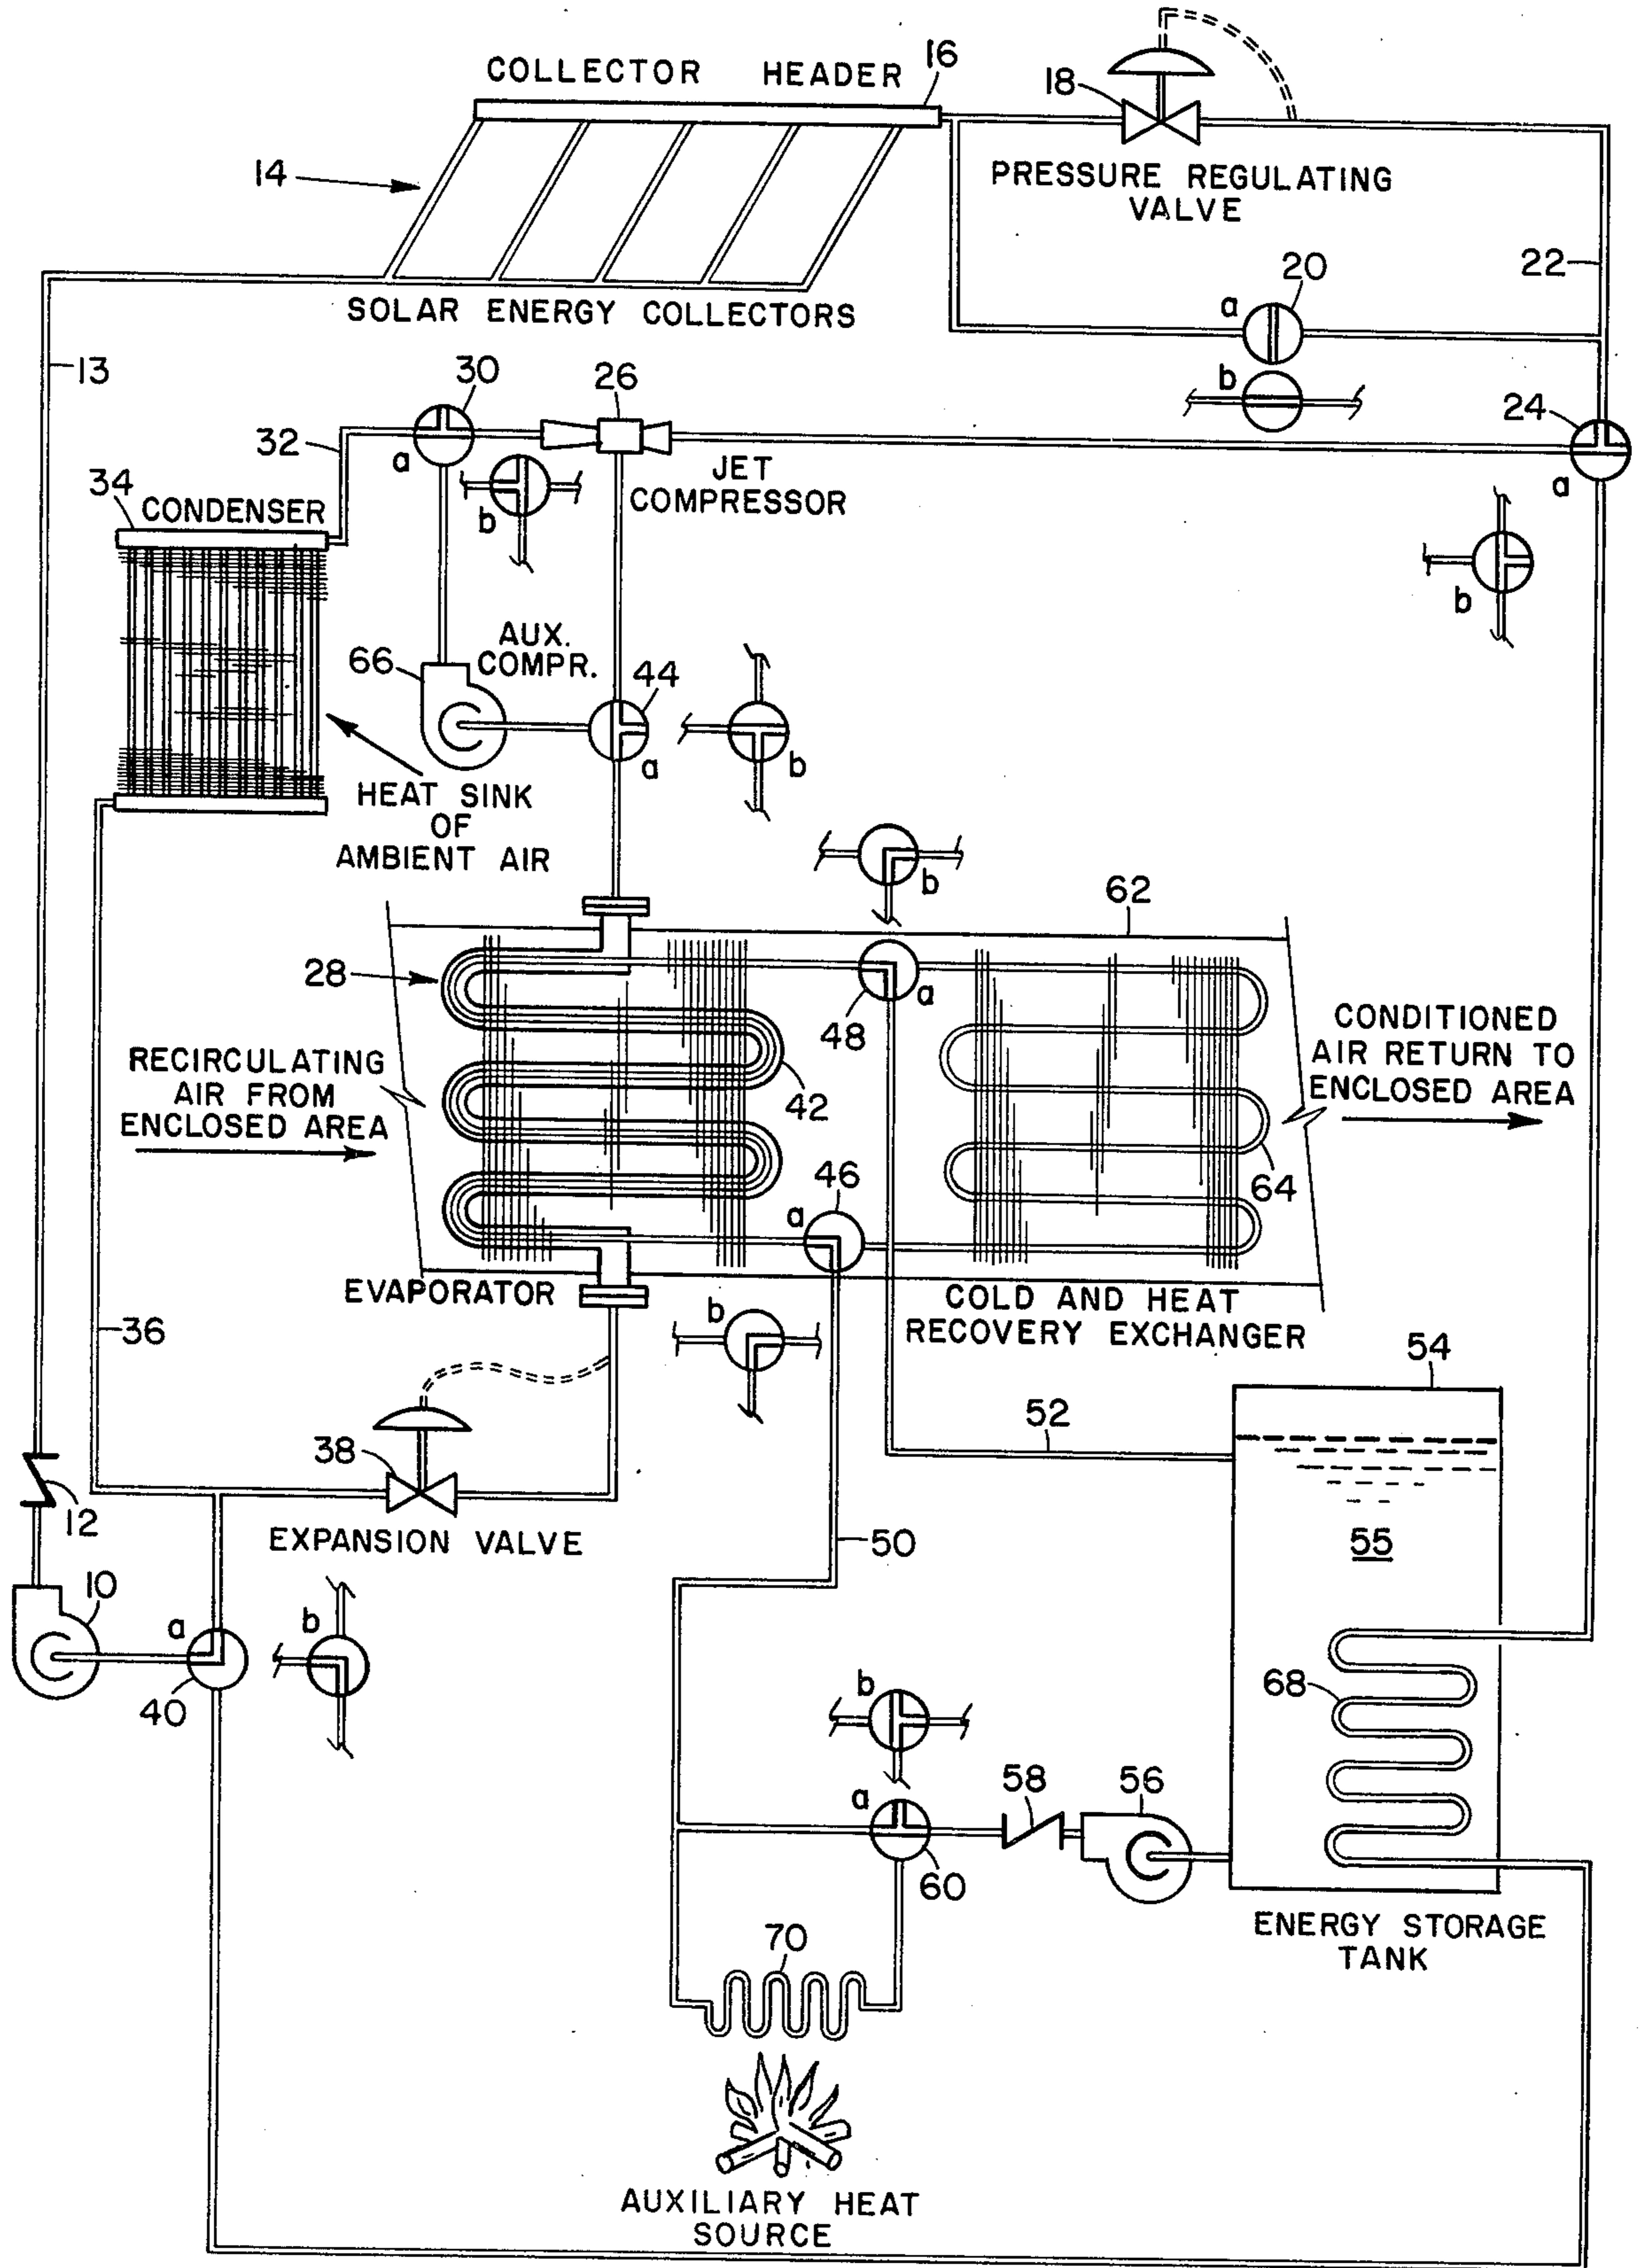 COLLECTOR HEADER
16
18
14
PRESSURE REGULATING
VALVE
22
20
a
SOLAR ENERGY COLLECTORS
13
30
26
b
24
32
a
JET
COMPRESSOR
a
34
CONDENSER
b
b
AUX.
COMPR.
66
44
a
b
HEAT SINK
OF
AMBIENT AIR
b
62
28
a
48
CONDITIONED
AIR RETURN TO
ENCLOSED AREA
RECIRCULATING
AIR FROM
ENCLOSED AREA
42
46
64
a
EVAPORATOR
COLD AND HEAT
RECOVERY EXCHANGER
b
36
54
52
38
12
EXPANSION VALVE
50
55
10
a
b
40
68
b
58
56
a
60
ENERGY STORAGE
TANK
70
AUXILIARY HEAT
SOURCE